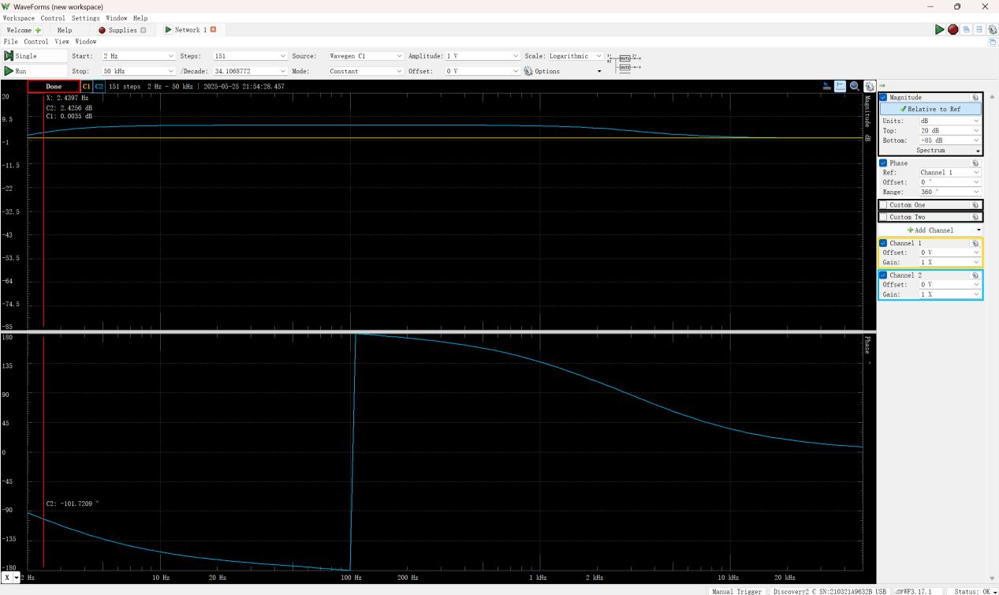 WaveForms (new workspace)
Workspace Control Settings Window Help
Welcome Help Supplies Network 1
File Control View Window
Single Start: 2 Hz Steps: 151 Source: Wavegen C1 Amplitude: 1 V Scale: Logarithmic
Run Stop: 50 kHz /Decade: 34.1068772 Mode: Constant Offset: 0 V Options
Done C1 C2 151 steps 2 Hz - 50 kHz | 2025-05-25 21:54:28.457
X: 2.4397 Hz
C2: 2.4256 dB
C1: 0.0035 dB
20
9.5
-1
-11.5
-22
-32.5
-43
-53.5
-64
-74.5
-85
Magnitude dB
180
135
90
45
0
-45
-90
-135
-180
Phase °
C2: -101.7209 °
X 2 Hz 10 Hz 20 Hz 100 Hz 200 Hz 1 kHz 2 kHz 10 kHz 20 kHz
Magnitude
Relative to Ref
Units: dB
Top: 20 dB
Bottom: -85 dB
Spectrum
Phase
Ref: Channel 1
Offset: 0 °
Range: 360 °
Custom One
Custom Two
Add Channel
Channel 1
Offset: 0 V
Gain: 1 X
Channel 2
Offset: 0 V
Gain: 1 X
Manual Trigger Discovery2 C SN:210321A9632B USB WF3.17.1 Status: OK